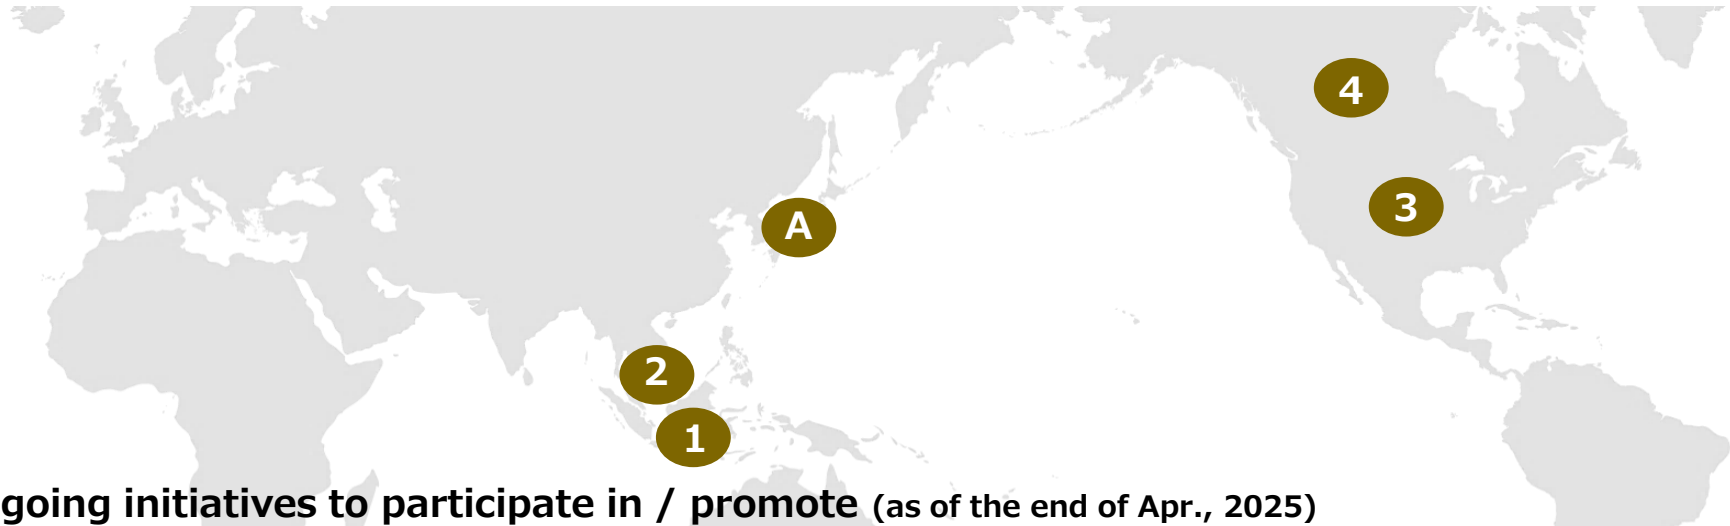 4
3
A
2
1
going initiatives to participate in / promote (as of the end of Apr., 2025)